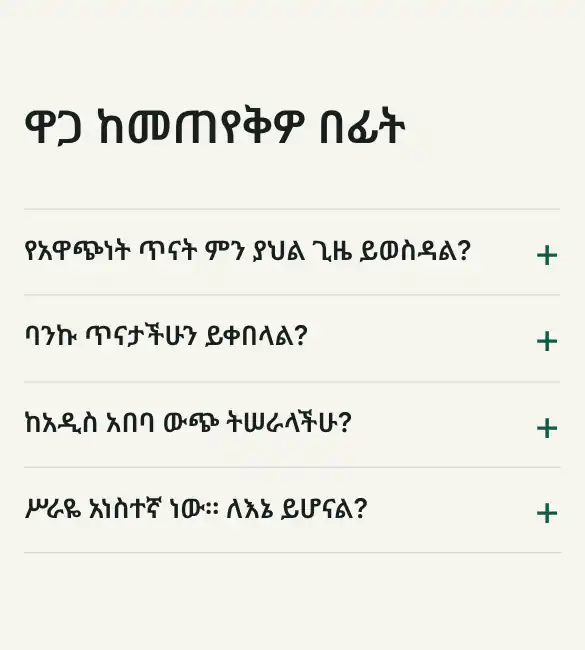 ዋጋ ከመጠየቅዎ በፊት
የአዋጭነት ጥናት ምን ያህል ጊዜ ይወስዳል?
ባንኩ ጥናታችሁን ይቀበላል?
ከአዲስ አበባ ውጭ ትሠራላችሁ?
ሥራዬ አነስተኛ ነው። ለእኔ ይሆናል?